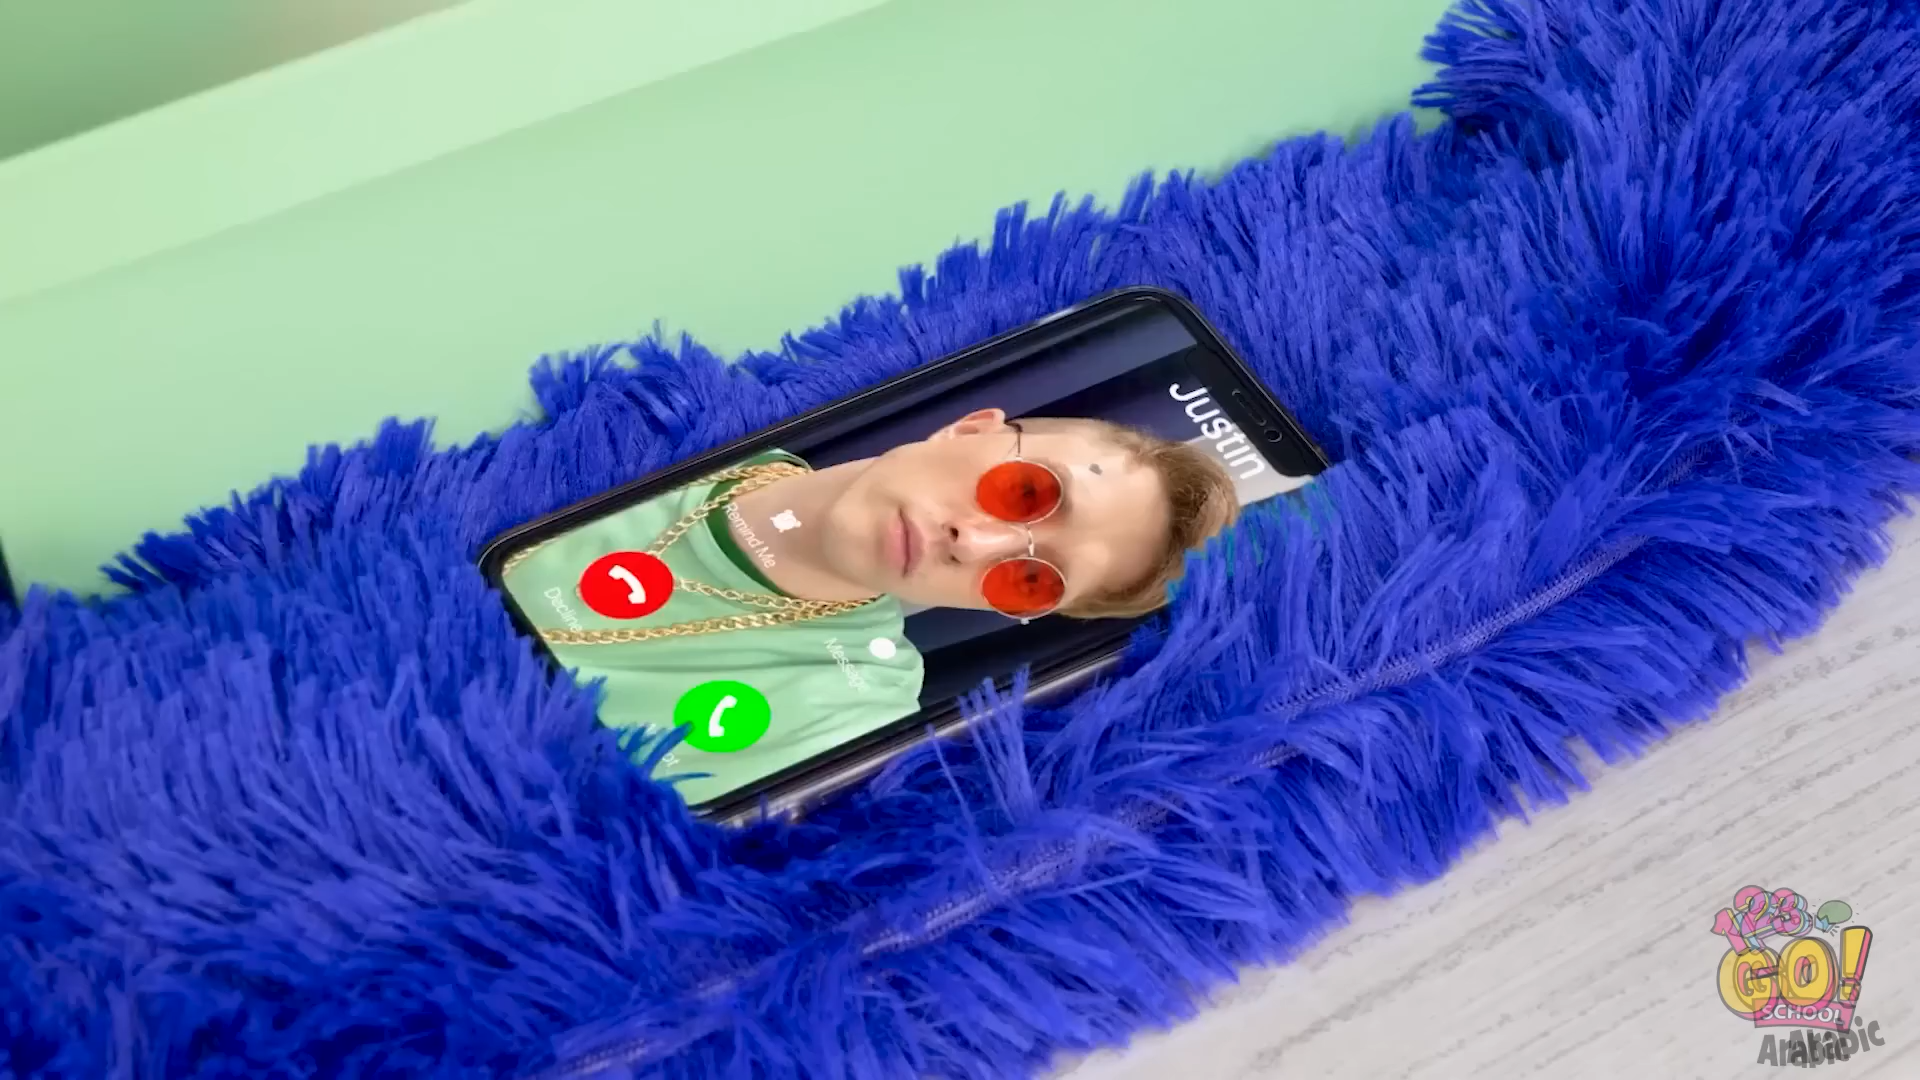 Justin
Remind Me
Message
Decline
123
GO!
SCHOOL
Arabic